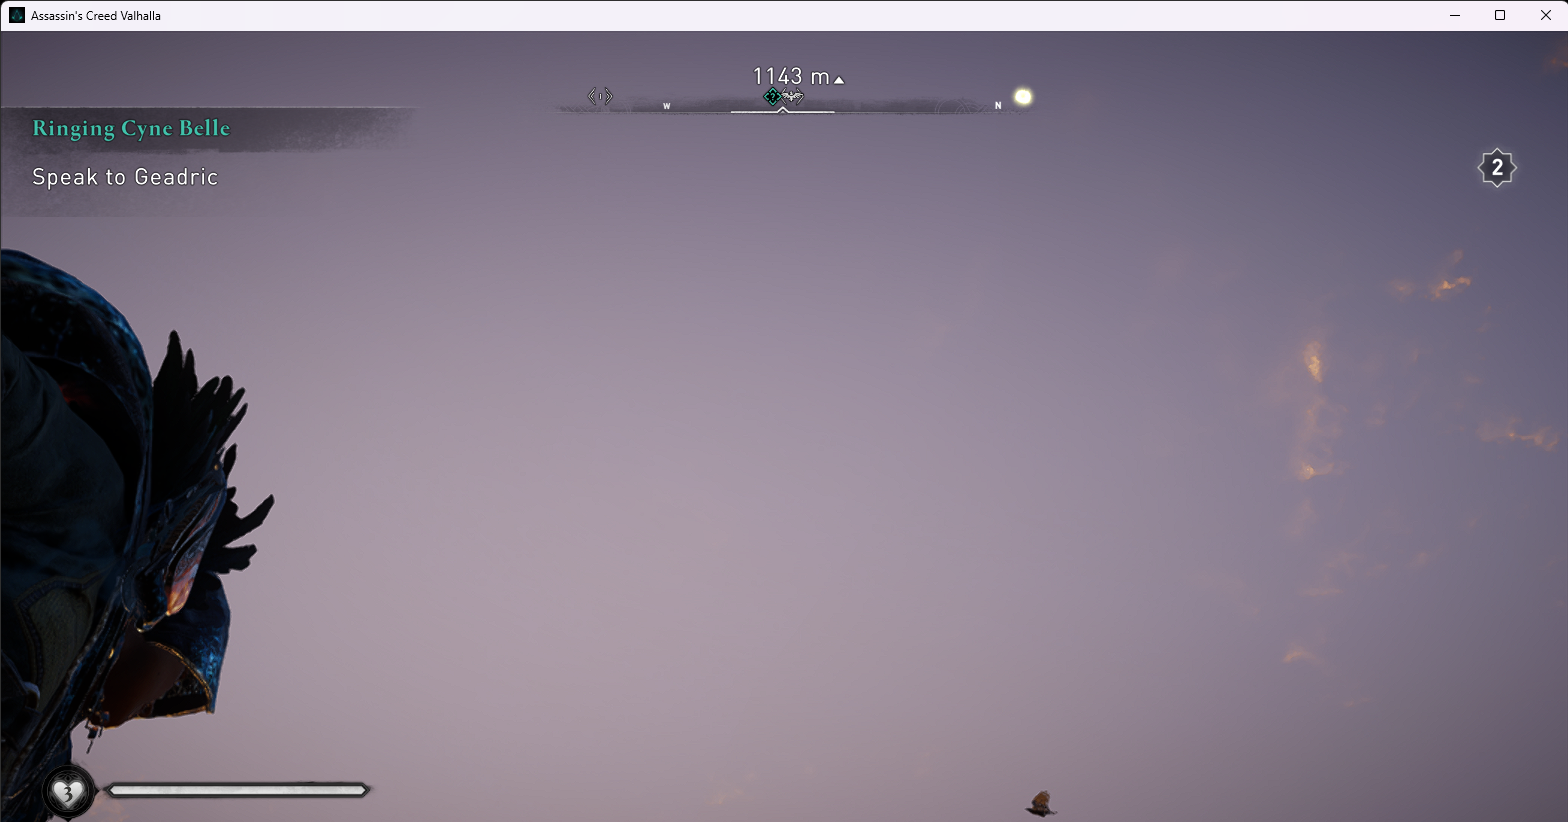 Assassin's Creed Valhalla
1143 m
W
N
Ringing Cyne Belle
Speak to Geadric
2
3